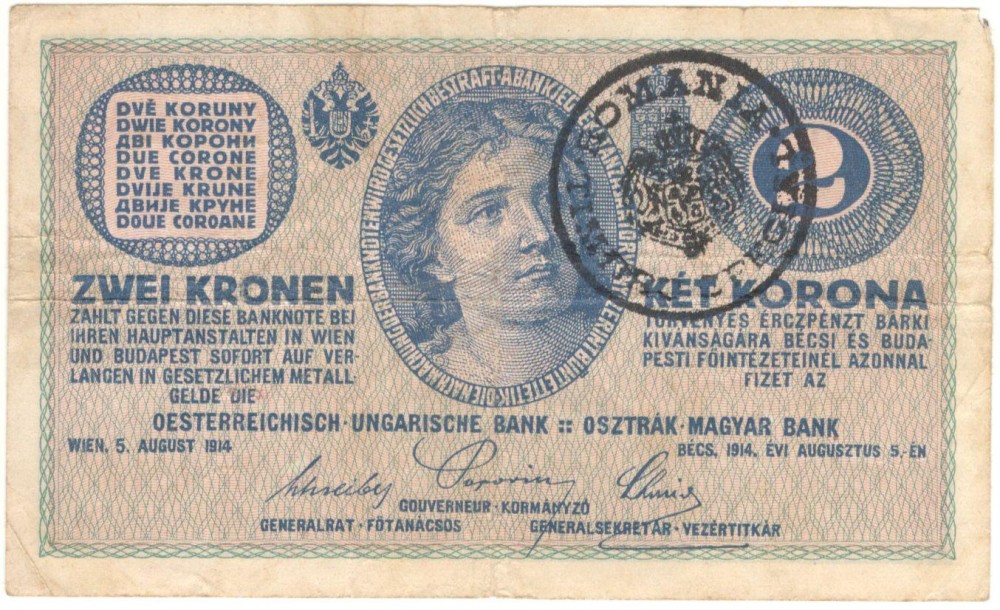 DVĚ KORUNY
DWIE KORONY
ДВІ КОРОНИ
DUE CORONE
DVE KRONE
DVIJE KRUNE
ДВИЈЕ КРУНЕ
DOUE COROANE
ROMANIA
2
ZWEI KRONEN
ZAHLT GEGEN DIESE BANKNOTE BEI
IHREN HAUPTANSTALTEN IN WIEN
UND BUDAPEST SOFORT AUF VER-
LANGEN IN GESETZLICHEM METALL-
GELDE DIE
KÉT KORONA
TÖRVÉNYES ÉRCZPÉNZT BÁRKI
KIVÁNSÁGÁRA BÉCSI ÉS BUDA-
PESTI FŐINTÉZETEINÉL AZONNAL
FIZET AZ
OESTERREICHISCH·UNGARISCHE BANK :: OSZTRÁK·MAGYAR BANK
WIEN, 5. AUGUST 1914
BÉCS, 1914. ÉVI AUGUSZTUS 5.-ÉN
GOUVERNEUR·KORMÁNYZÓ
GENERALRAT·FŐTANÁCSOS
GENERALSEKRETÄR·VEZÉRTITKÁR